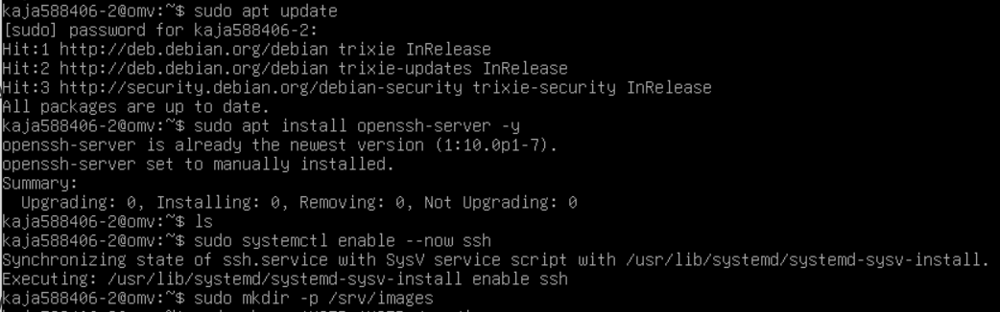 kaja588406-2@omv:~$ sudo apt update
[sudo] password for kaja588406-2:
Hit:1 http://deb.debian.org/debian trixie InRelease
Hit:2 http://deb.debian.org/debian trixie-updates InRelease
Hit:3 http://security.debian.org/debian-security trixie-security InRelease
All packages are up to date.
kaja588406-2@omv:~$ sudo apt install openssh-server -y
openssh-server is already the newest version (1:10.0p1-7).
openssh-server set to manually installed.
Summary:
  Upgrading: 0, Installing: 0, Removing: 0, Not Upgrading: 0
kaja588406-2@omv:~$ ls
kaja588406-2@omv:~$ sudo systemctl enable --now ssh
Synchronizing state of ssh.service with SysV service script with /usr/lib/systemd/systemd-sysv-install.
Executing: /usr/lib/systemd/systemd-sysv-install enable ssh
kaja588406-2@omv:~$ sudo mkdir -p /srv/images